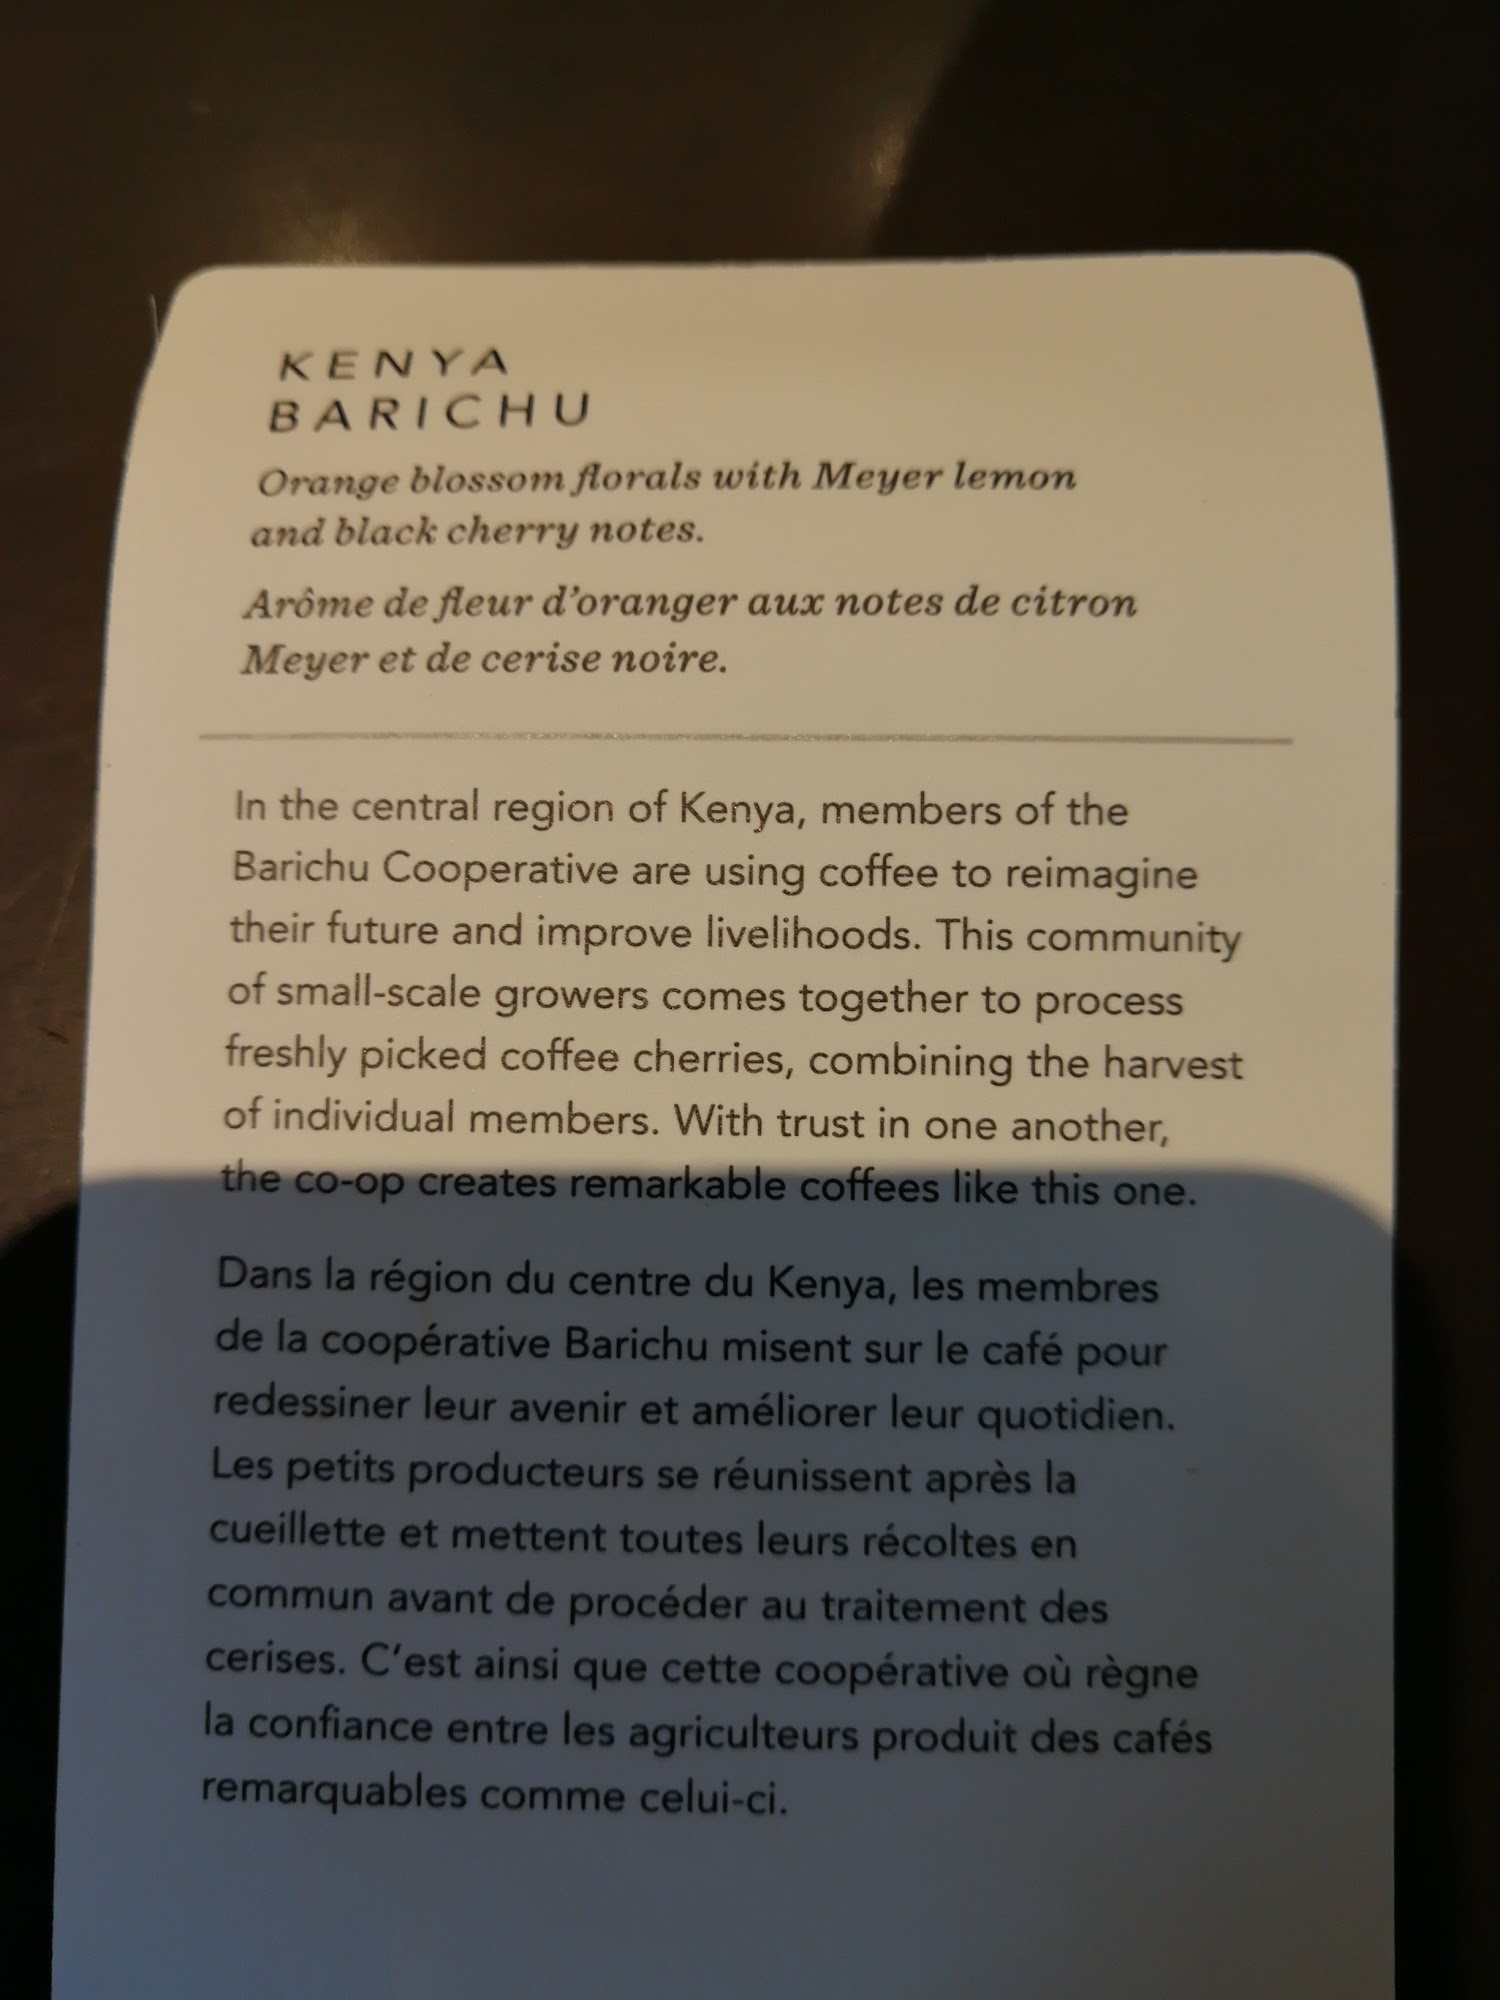 KENYA
BARICHU
Orange blossom florals with Meyer lemon
and black cherry notes.
Arôme de fleur d’oranger aux notes de citron
Meyer et de cerise noire.
In the central region of Kenya, members of the
Barichu Cooperative are using coffee to reimagine
their future and improve livelihoods. This community
of small-scale growers comes together to process
freshly picked coffee cherries, combining the harvest
of individual members. With trust in one another,
the co-op creates remarkable coffees like this one.
Dans la région du centre du Kenya, les membres
de la coopérative Barichu misent sur le café pour
redessiner leur avenir et améliorer leur quotidien.
Les petits producteurs se réunissent après la
cueillette et mettent toutes leurs récoltes en
commun avant de procéder au traitement des
cerises. C’est ainsi que cette coopérative où règne
la confiance entre les agriculteurs produit des cafés
remarquables comme celui-ci.